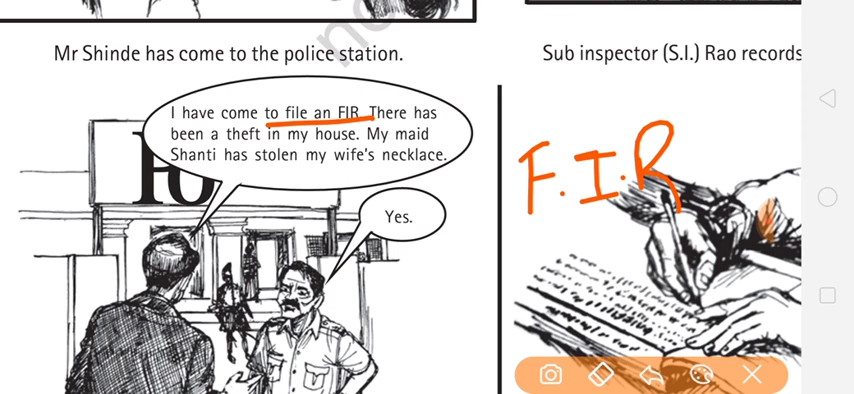 Mr Shinde has come to the police station.
Sub inspector (S.I.) Rao records
I have come to file an FIR. There has
been a theft in my house. My maid
Shanti has stolen my wife's necklace.
Yes.
F.I.R